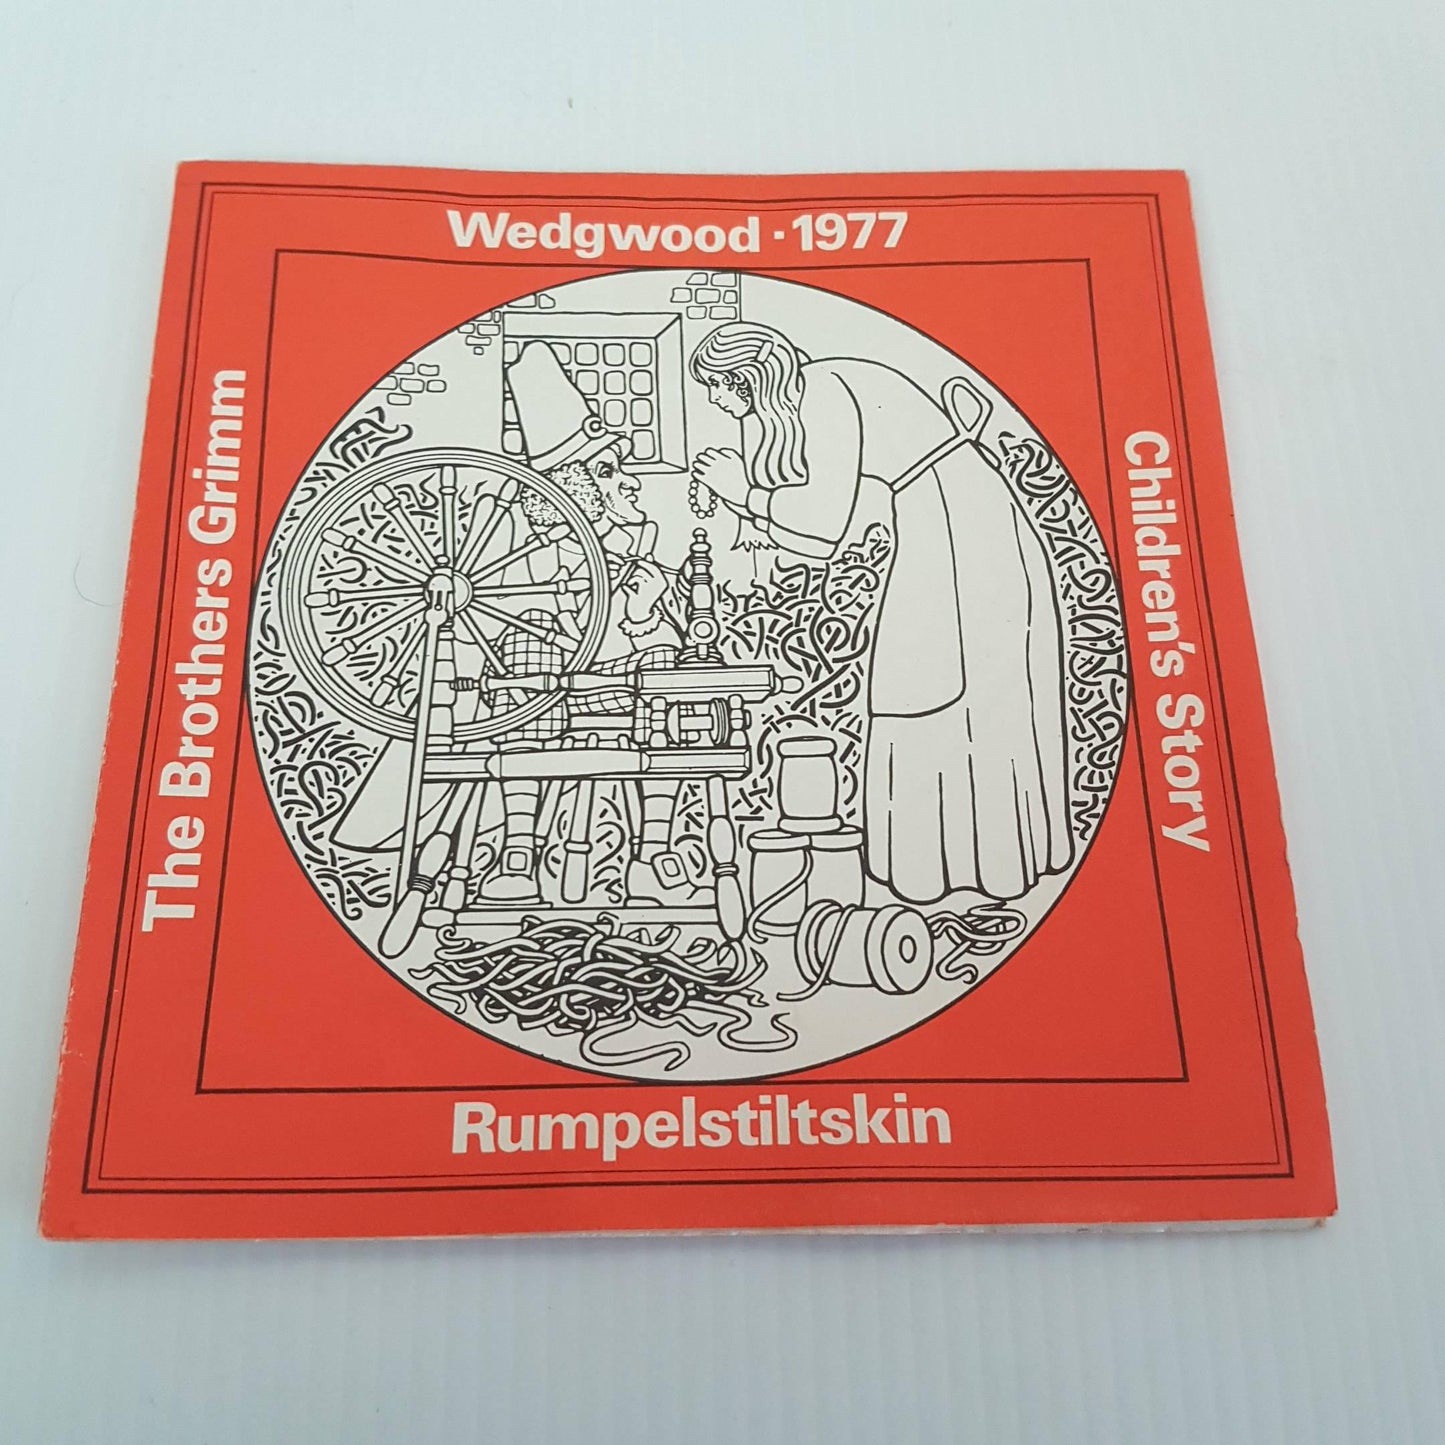 Wedgwood · 1977
The Brothers Grimm
Children's Story
Rumpelstiltskin